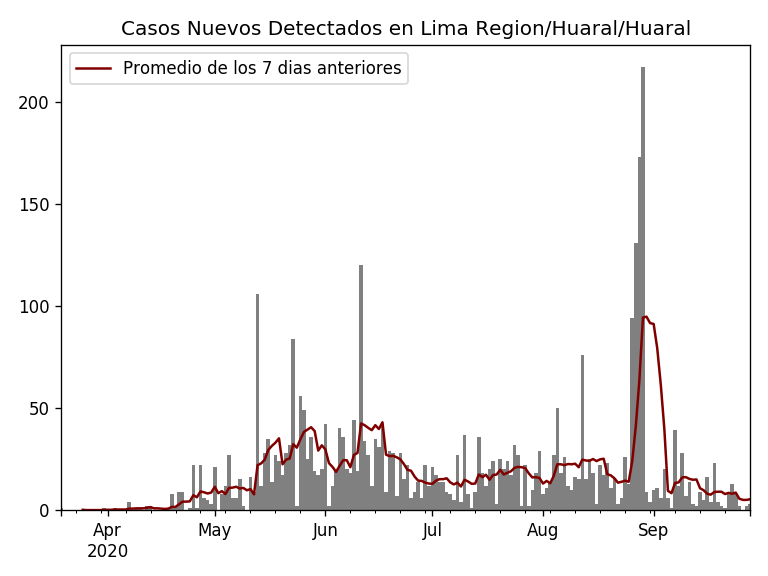 Casos Nuevos Detectados en Lima Region/Huaral/Huaral
Promedio de los 7 dias anteriores
200
150
100
50
0
Apr May Jun Jul Aug Sep
2020